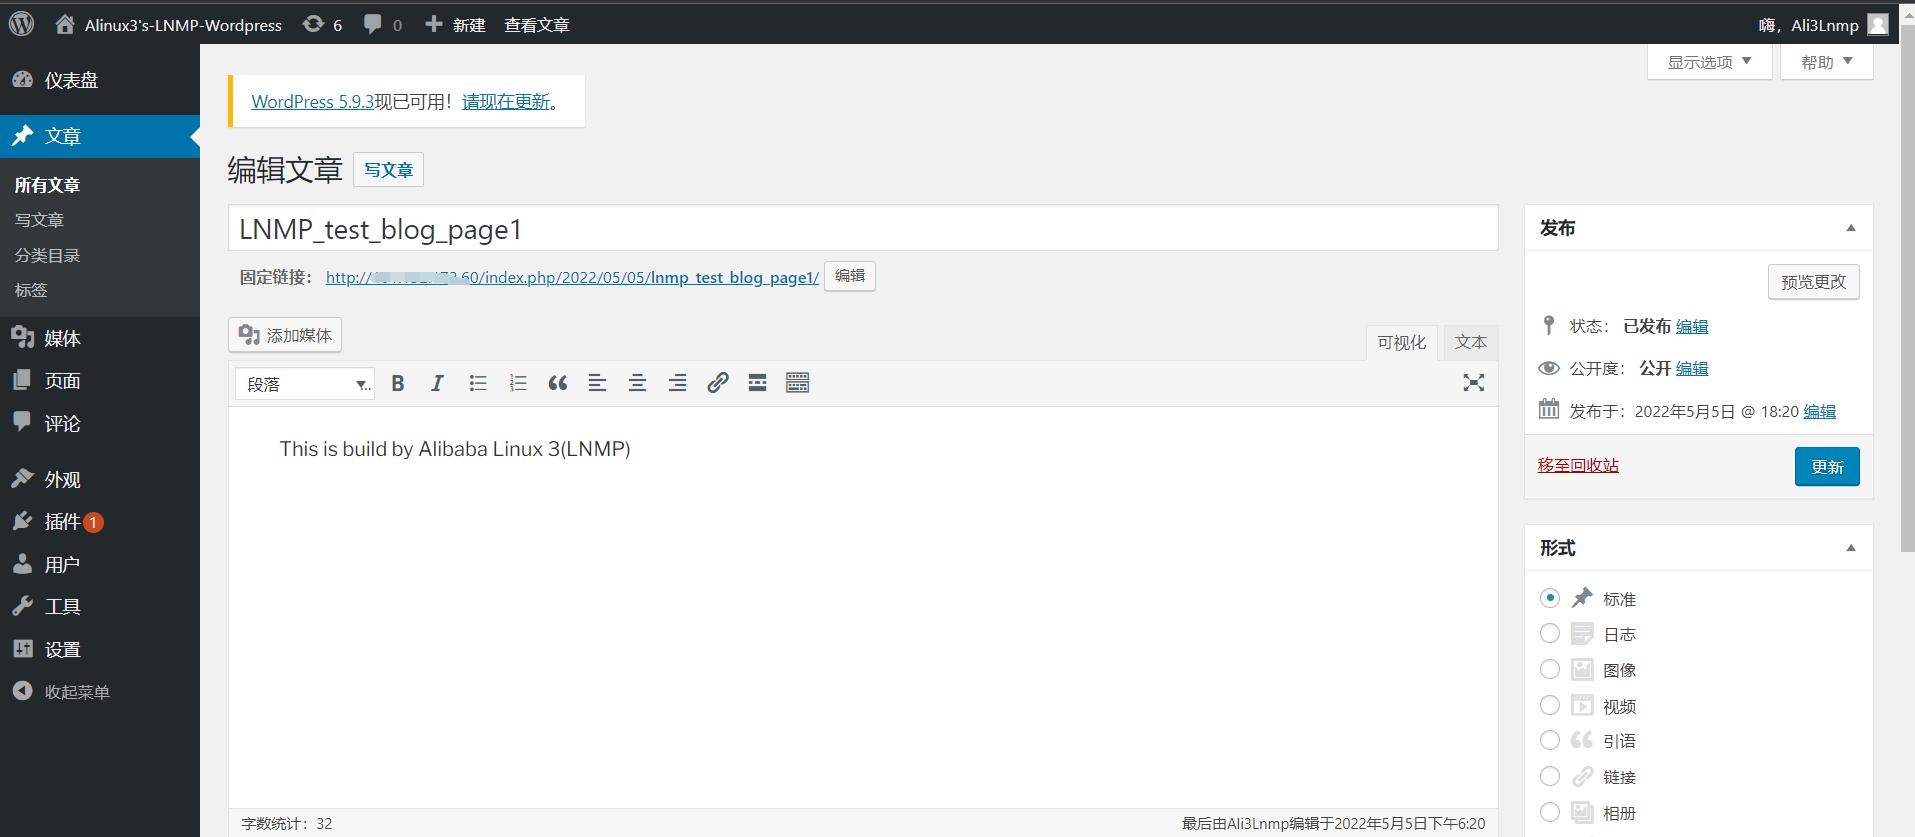 Alinux3's-LNMP-Wordpress 6 0 新建 查看文章 嗨，Ali3Lnmp
仪表盘
文章
所有文章
写文章
分类目录
标签
媒体
页面
评论
外观
插件 1
用户
工具
设置
收起菜单
显示选项 帮助
WordPress 5.9.3现已可用！请现在更新。
编辑文章 写文章
LNMP_test_blog_page1
固定链接： http:// .60/index.php/2022/05/05/lnmp_test_blog_page1/ 编辑
添加媒体
可视化 文本
段落 B I
This is build by Alibaba Linux 3(LNMP)
字数统计：32 最后由Ali3Lnmp编辑于2022年5月5日下午6:20
发布
预览更改
状态： 已发布 编辑
公开度： 公开 编辑
发布于：2022年5月5日 @ 18:20 编辑
移至回收站 更新
形式
标准
日志
图像
视频
引语
链接
相册